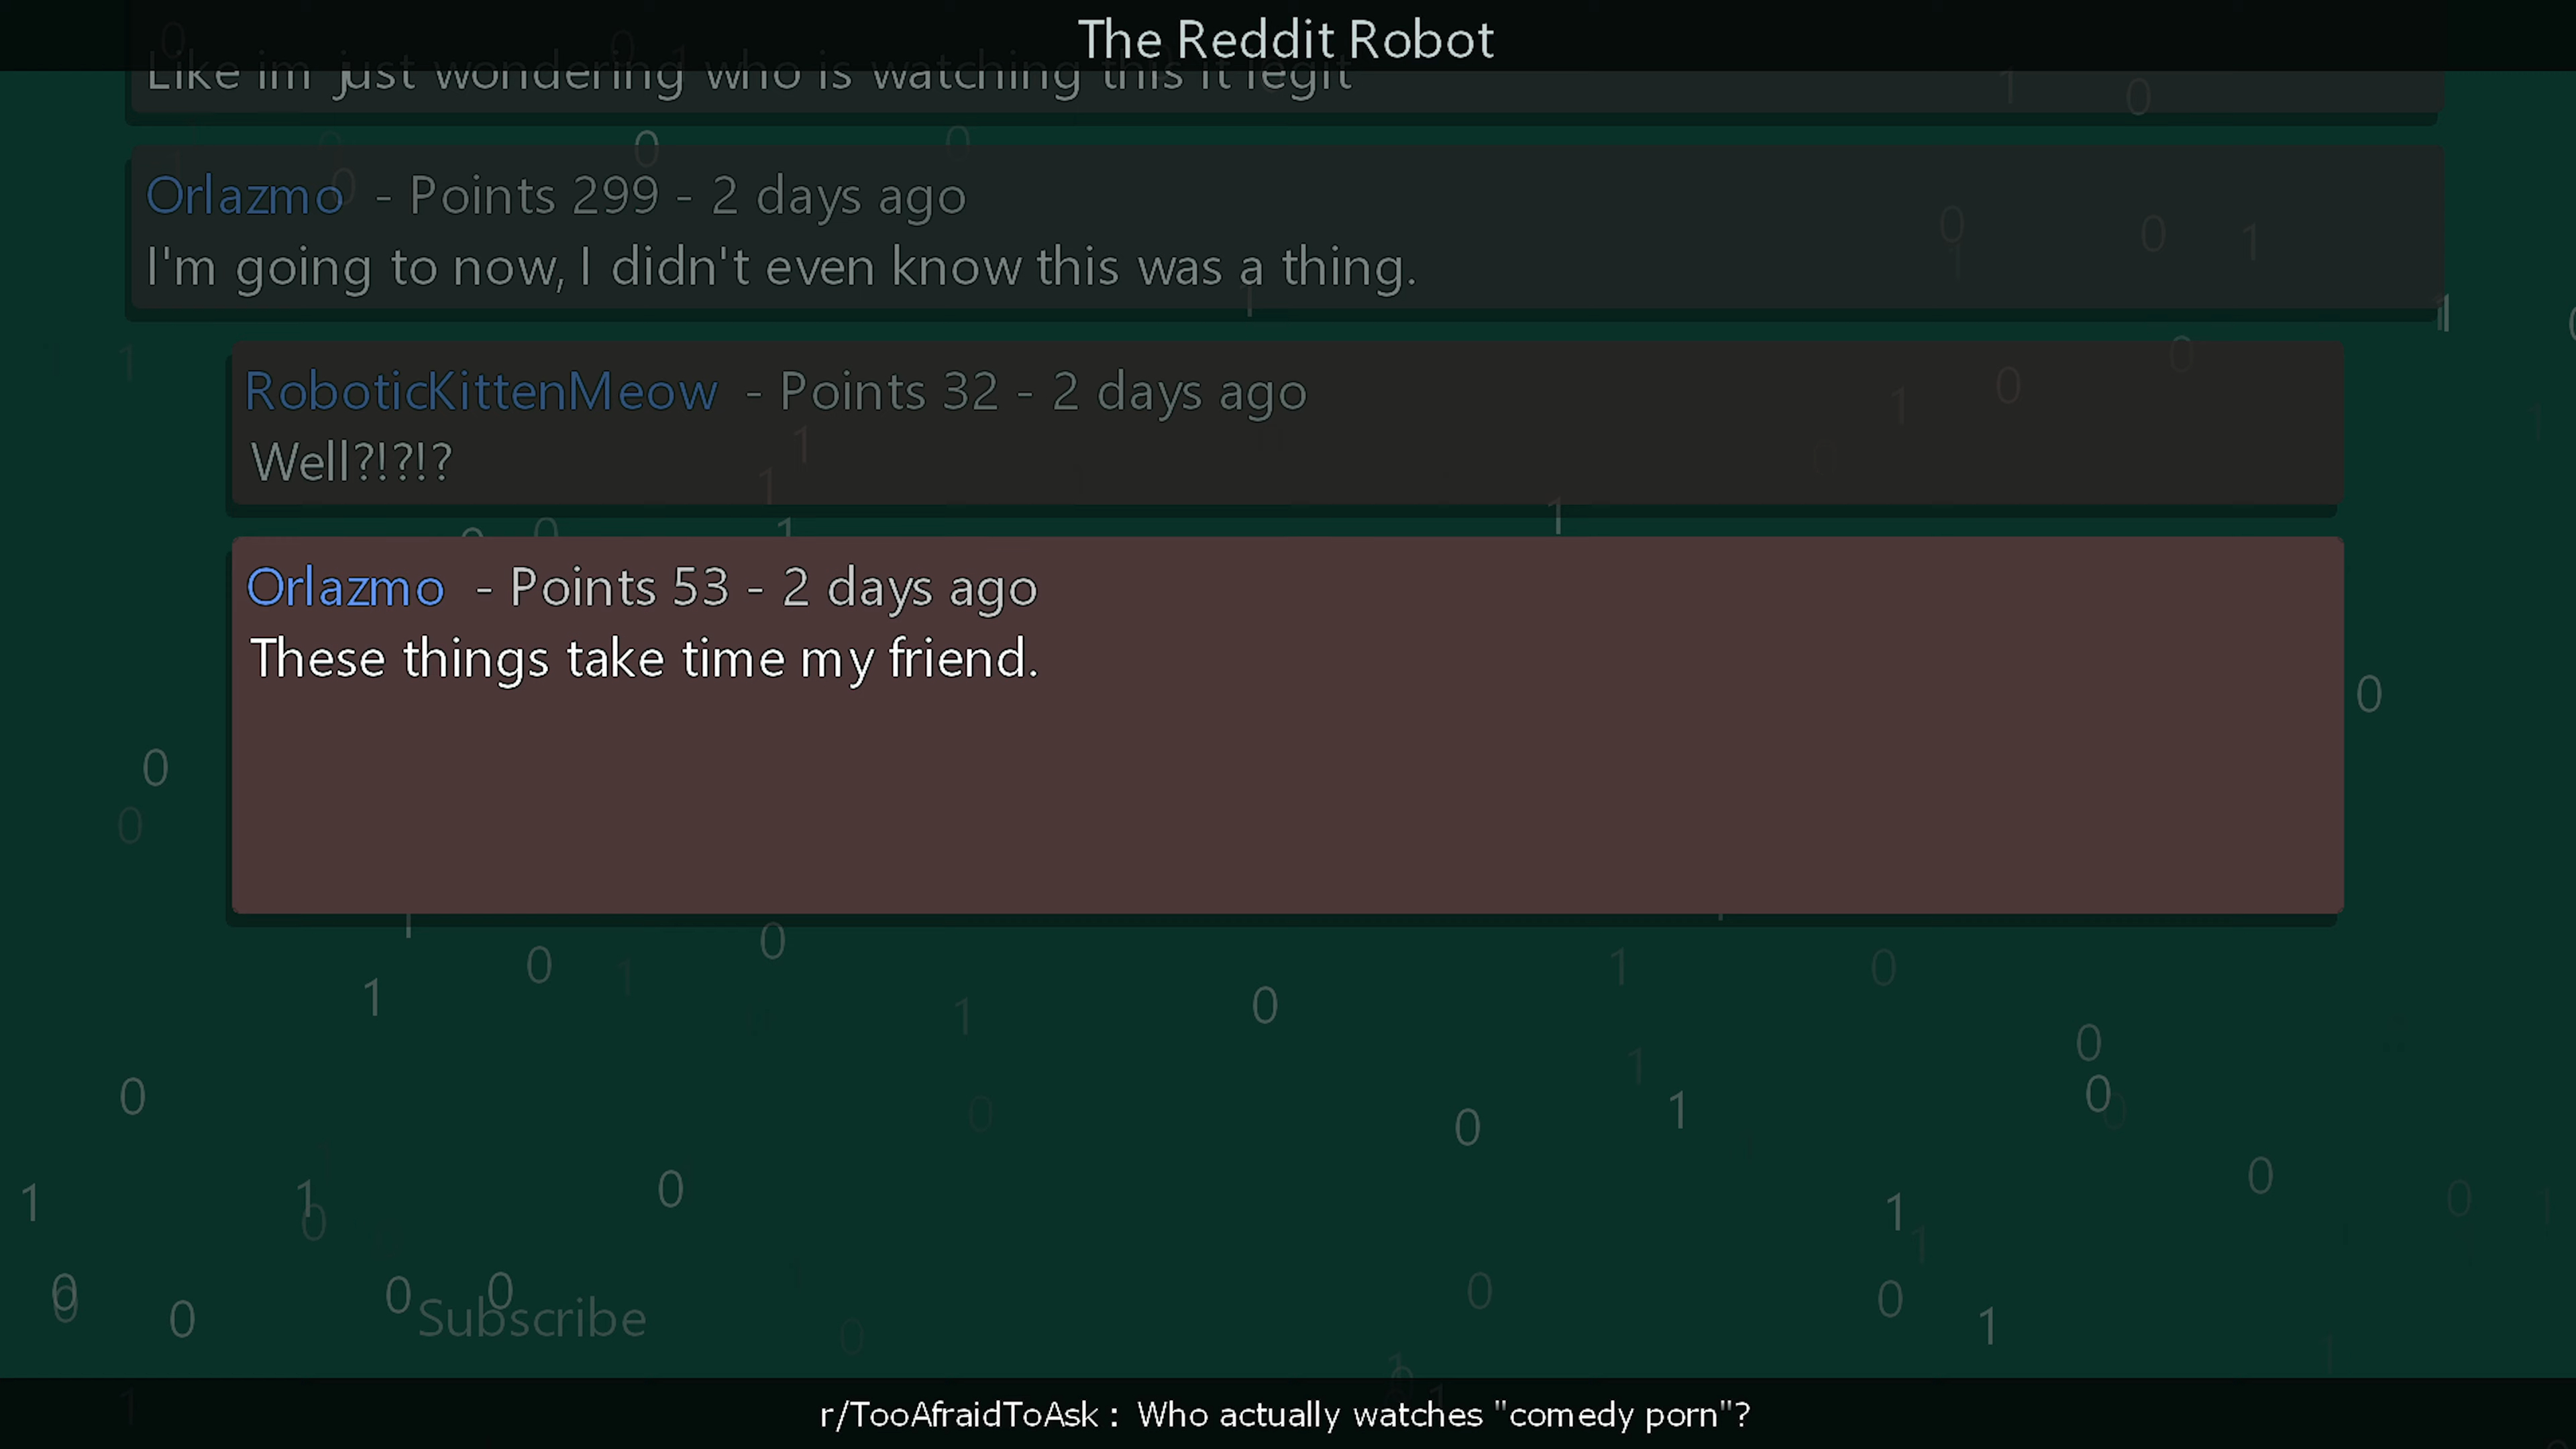 The Reddit Robot
Like im just wondering who is watching this it legit
Orlazmo - Points 299 - 2 days ago
I'm going to now, I didn't even know this was a thing.
RoboticKittenMeow - Points 32 - 2 days ago
Well?!?!?
Orlazmo - Points 53 - 2 days ago
These things take time my friend.
Subscribe
r/TooAfraidToAsk : Who actually watches "comedy porn"?